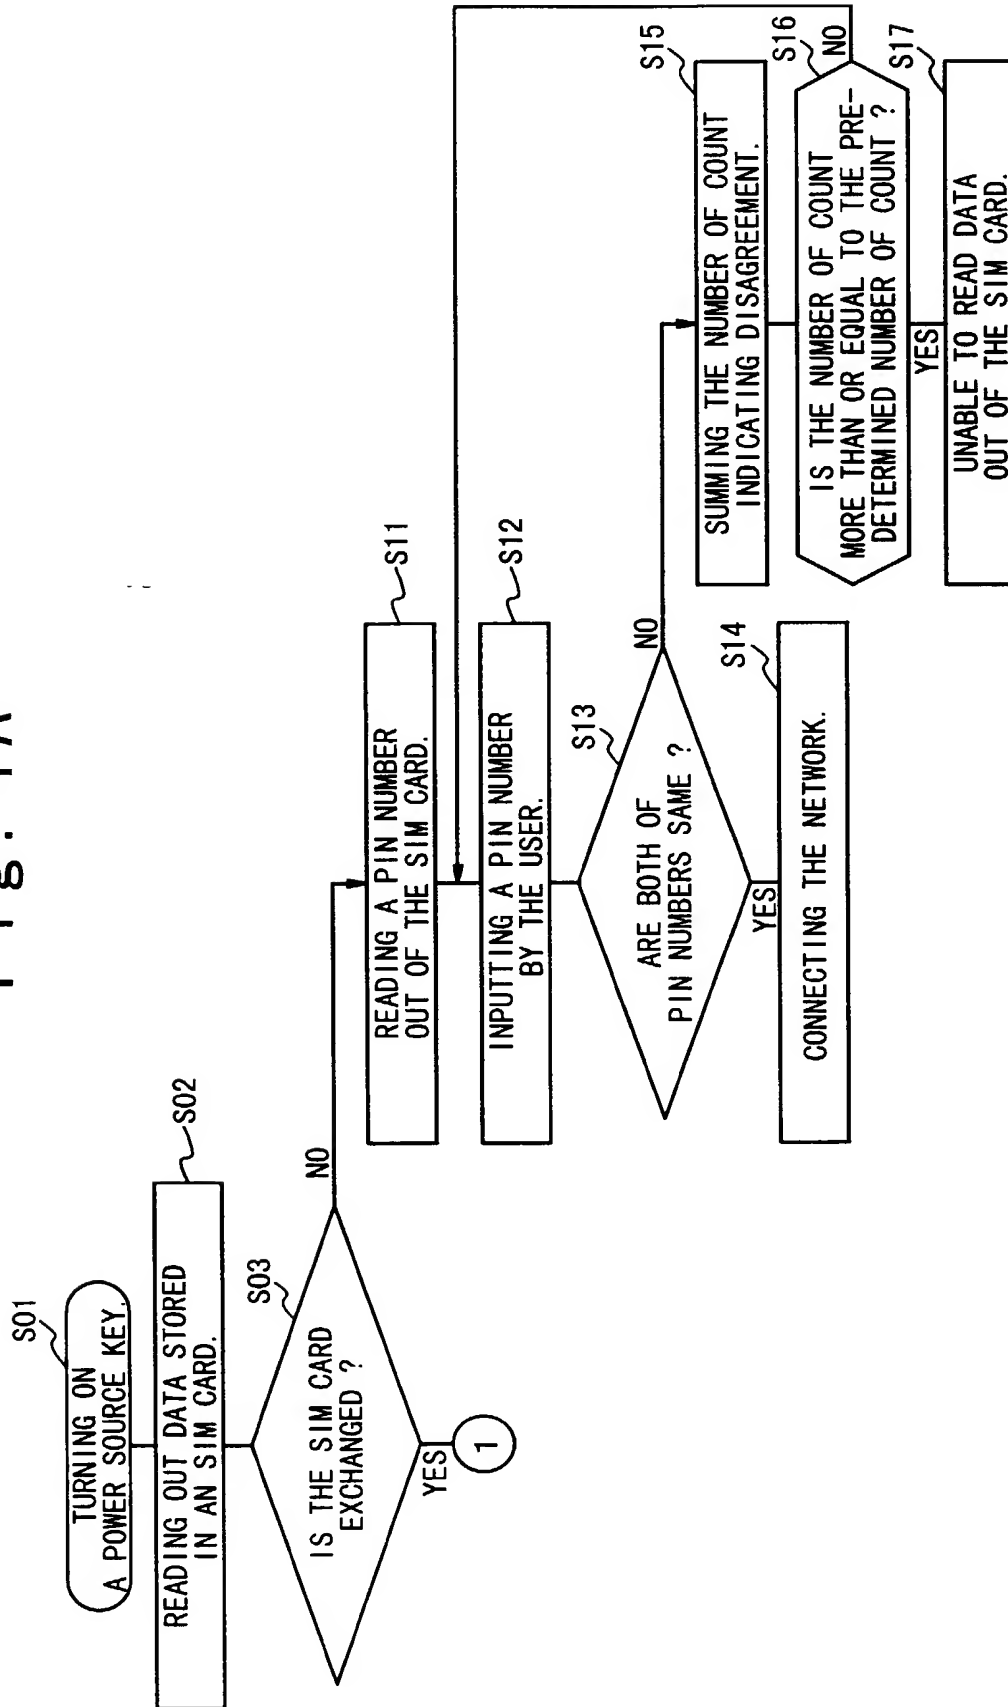 S01
TURNING ON
A POWER SOURCE KEY.
S02
READING OUT DATA STORED
IN AN SIM CARD.
S03
IS THE SIM CARD
EXCHANGED ?
NO
YES
1
S11
READING A PIN NUMBER
OUT OF THE SIM CARD.
S12
INPUTTING A PIN NUMBER
BY THE USER.
S13
ARE BOTH OF
PIN NUMBERS SAME ?
NO
YES
S14
CONNECTING THE NETWORK.
S15
SUMMING THE NUMBER OF COUNT
INDICATING DISAGREEMENT.
S16
IS THE NUMBER OF COUNT
MORE THAN OR EQUAL TO THE PRE-
DETERMINED NUMBER OF COUNT ?
NO
YES
S17
UNABLE TO READ DATA
OUT OF THE SIM CARD.